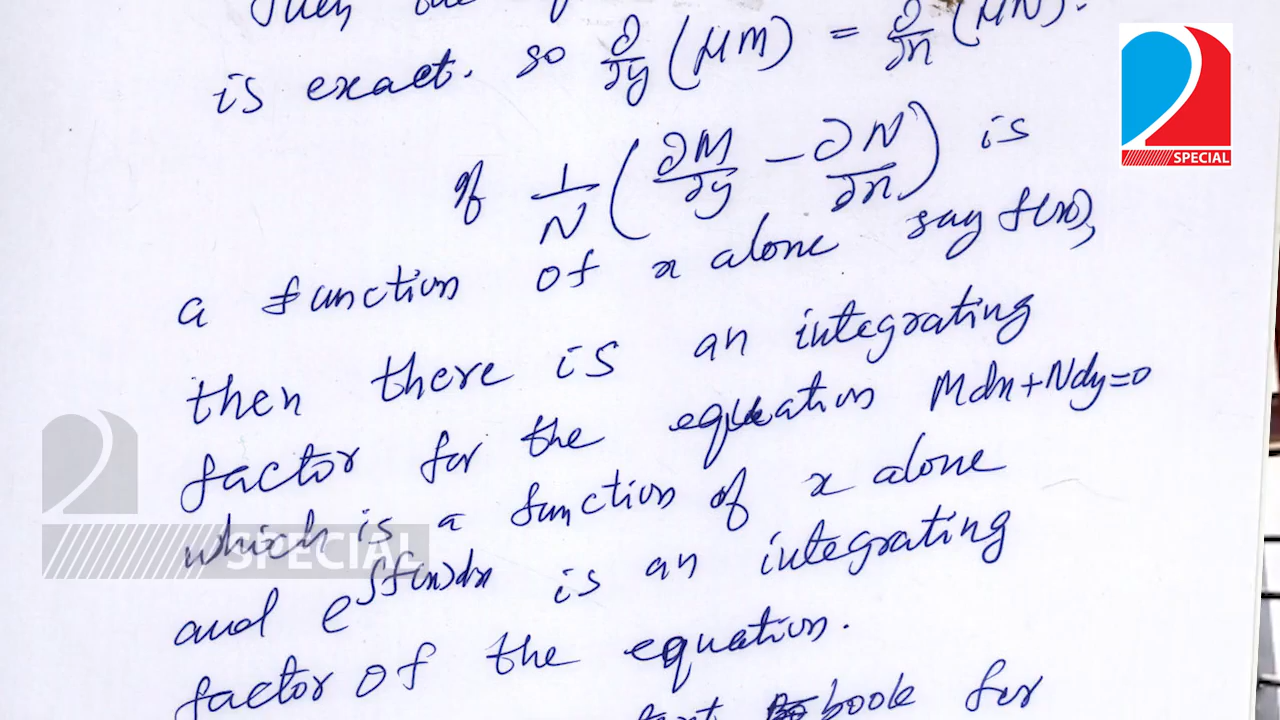 is exact. so ∂/∂y (μM) = ∂/∂x (μN).
If 1/N (∂M/∂y − ∂N/∂x) is
a function of x alone say f(x),
then there is an integrating
factor for the equation Mdx+Ndy=0
which is a function of x alone
and e^∫f(x)dx is an integrating
factor of the equation.
book for
SPECIAL
SPECIAL